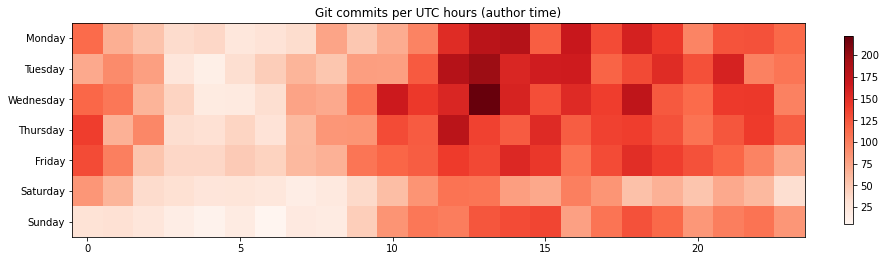 Git commits per UTC hours (author time)
Monday
Tuesday
Wednesday
Thursday
Friday
Saturday
Sunday
0 5 10 15 20
200
175
150
125
100
75
50
25